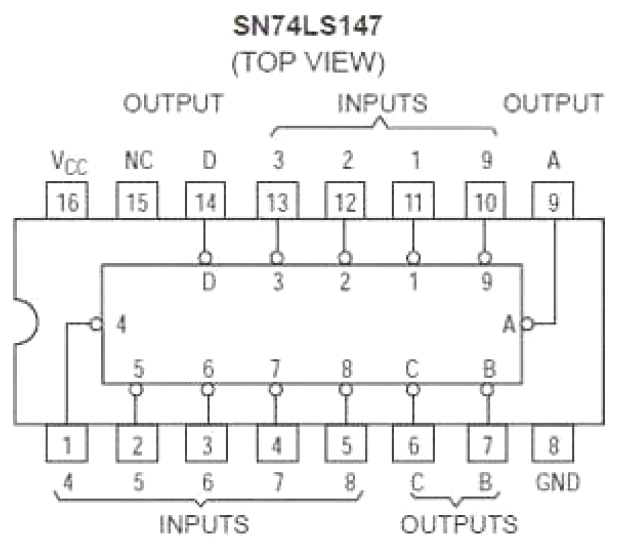 SN74LS147
(TOP VIEW)
OUTPUT INPUTS OUTPUT
VCC NC D 3 2 1 9 A
16 15 14 13 12 11 10 9
D 3 2 1 9
4 A
5 6 7 8 C B
1 2 3 4 5 6 7 8
4 5 6 7 8 C B GND
INPUTS OUTPUTS